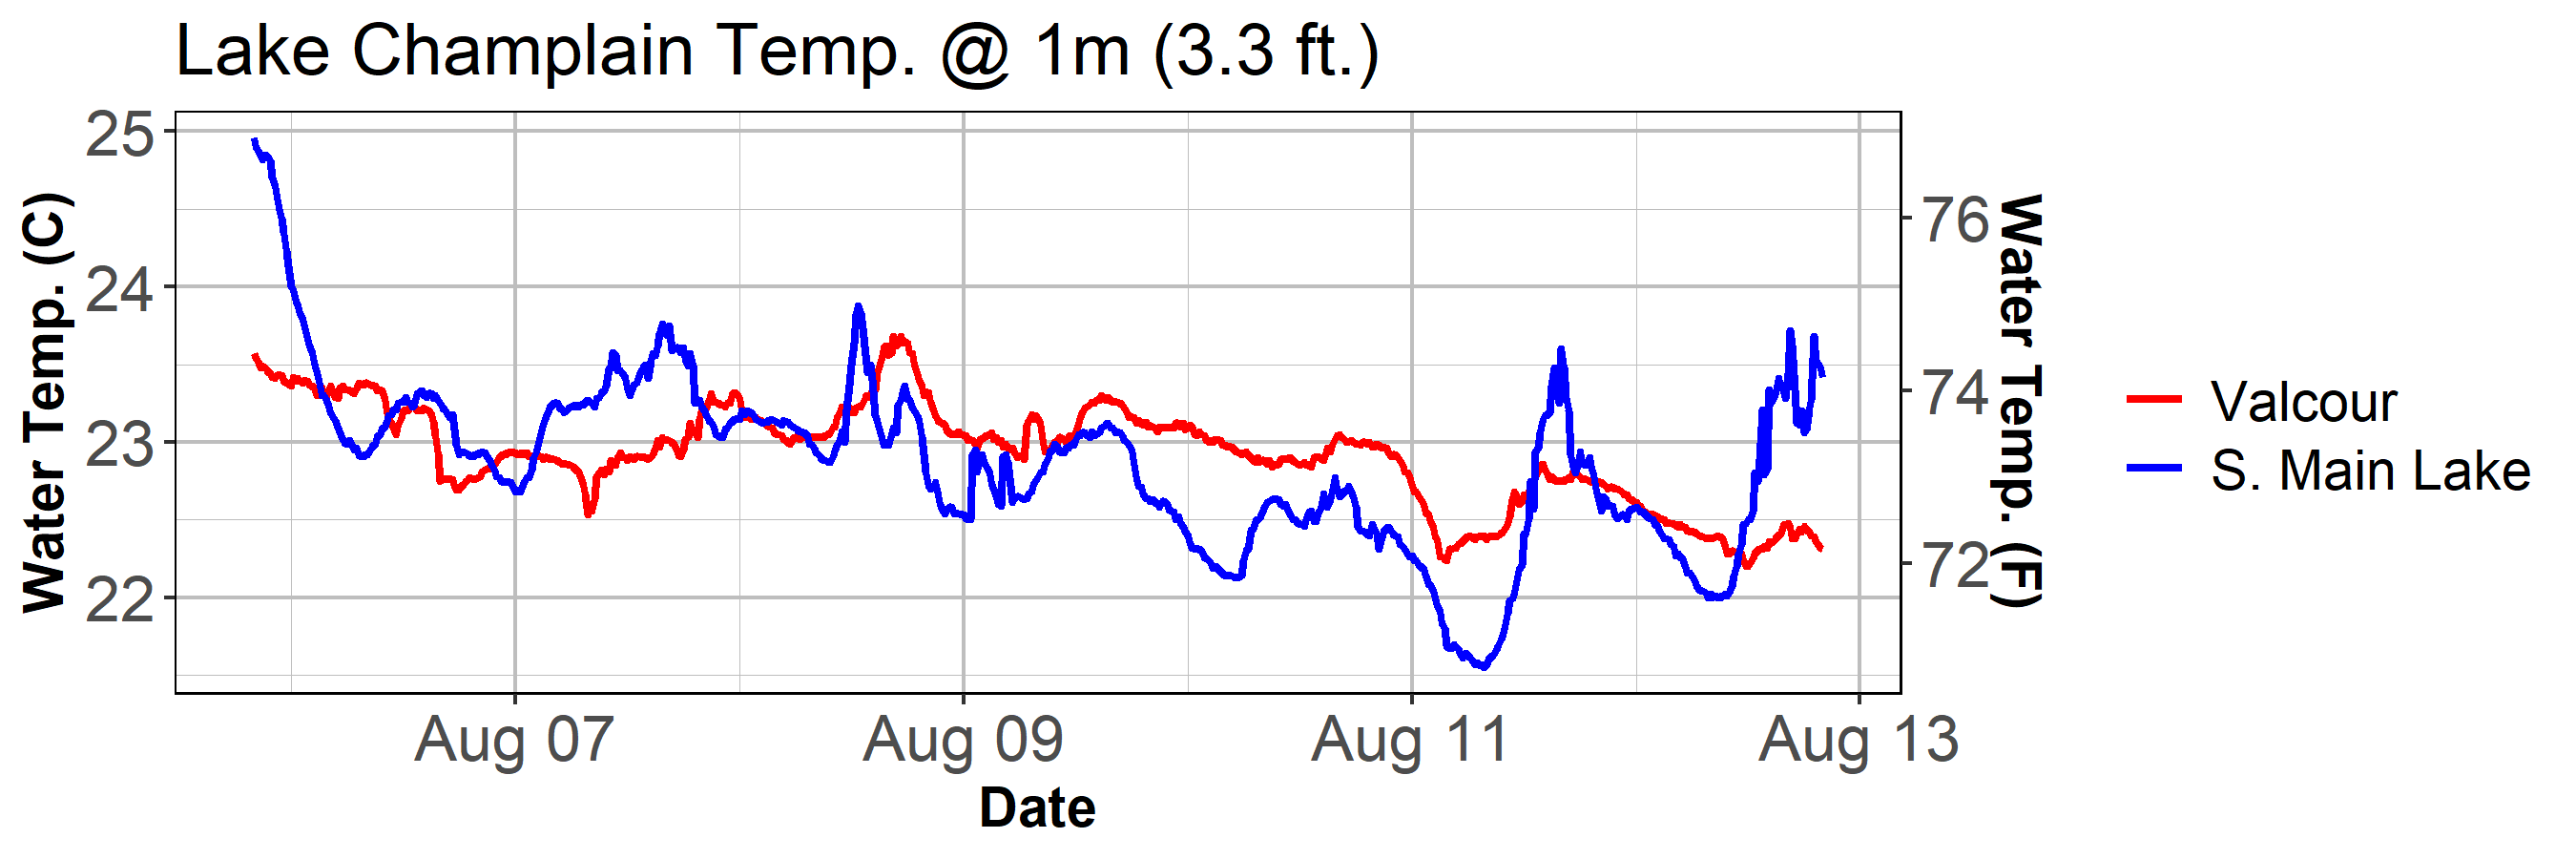 Lake Champlain Temp. @ 1m (3.3 ft.)
Water Temp. (C)
25
24
23
22
76
74
72
Water Temp. (F)
Aug 07
Aug 09
Aug 11
Aug 13
Date
Valcour
S. Main Lake